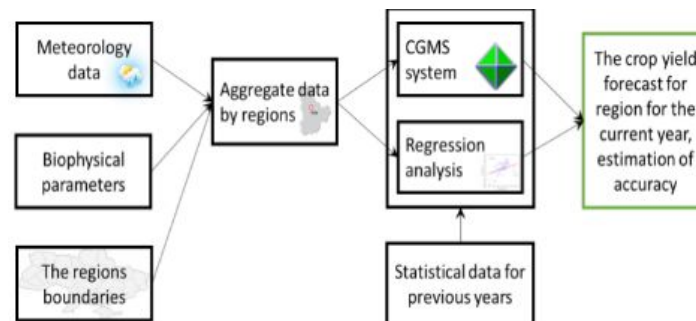 Meteorology
data
Biophysical
parameters
The regions
boundaries
Aggregate data
by regions
CGMS
system
Regression
analysis
Statistical data for
previous years
The crop yield
forecast for
region for the
current year,
estimation of
accuracy